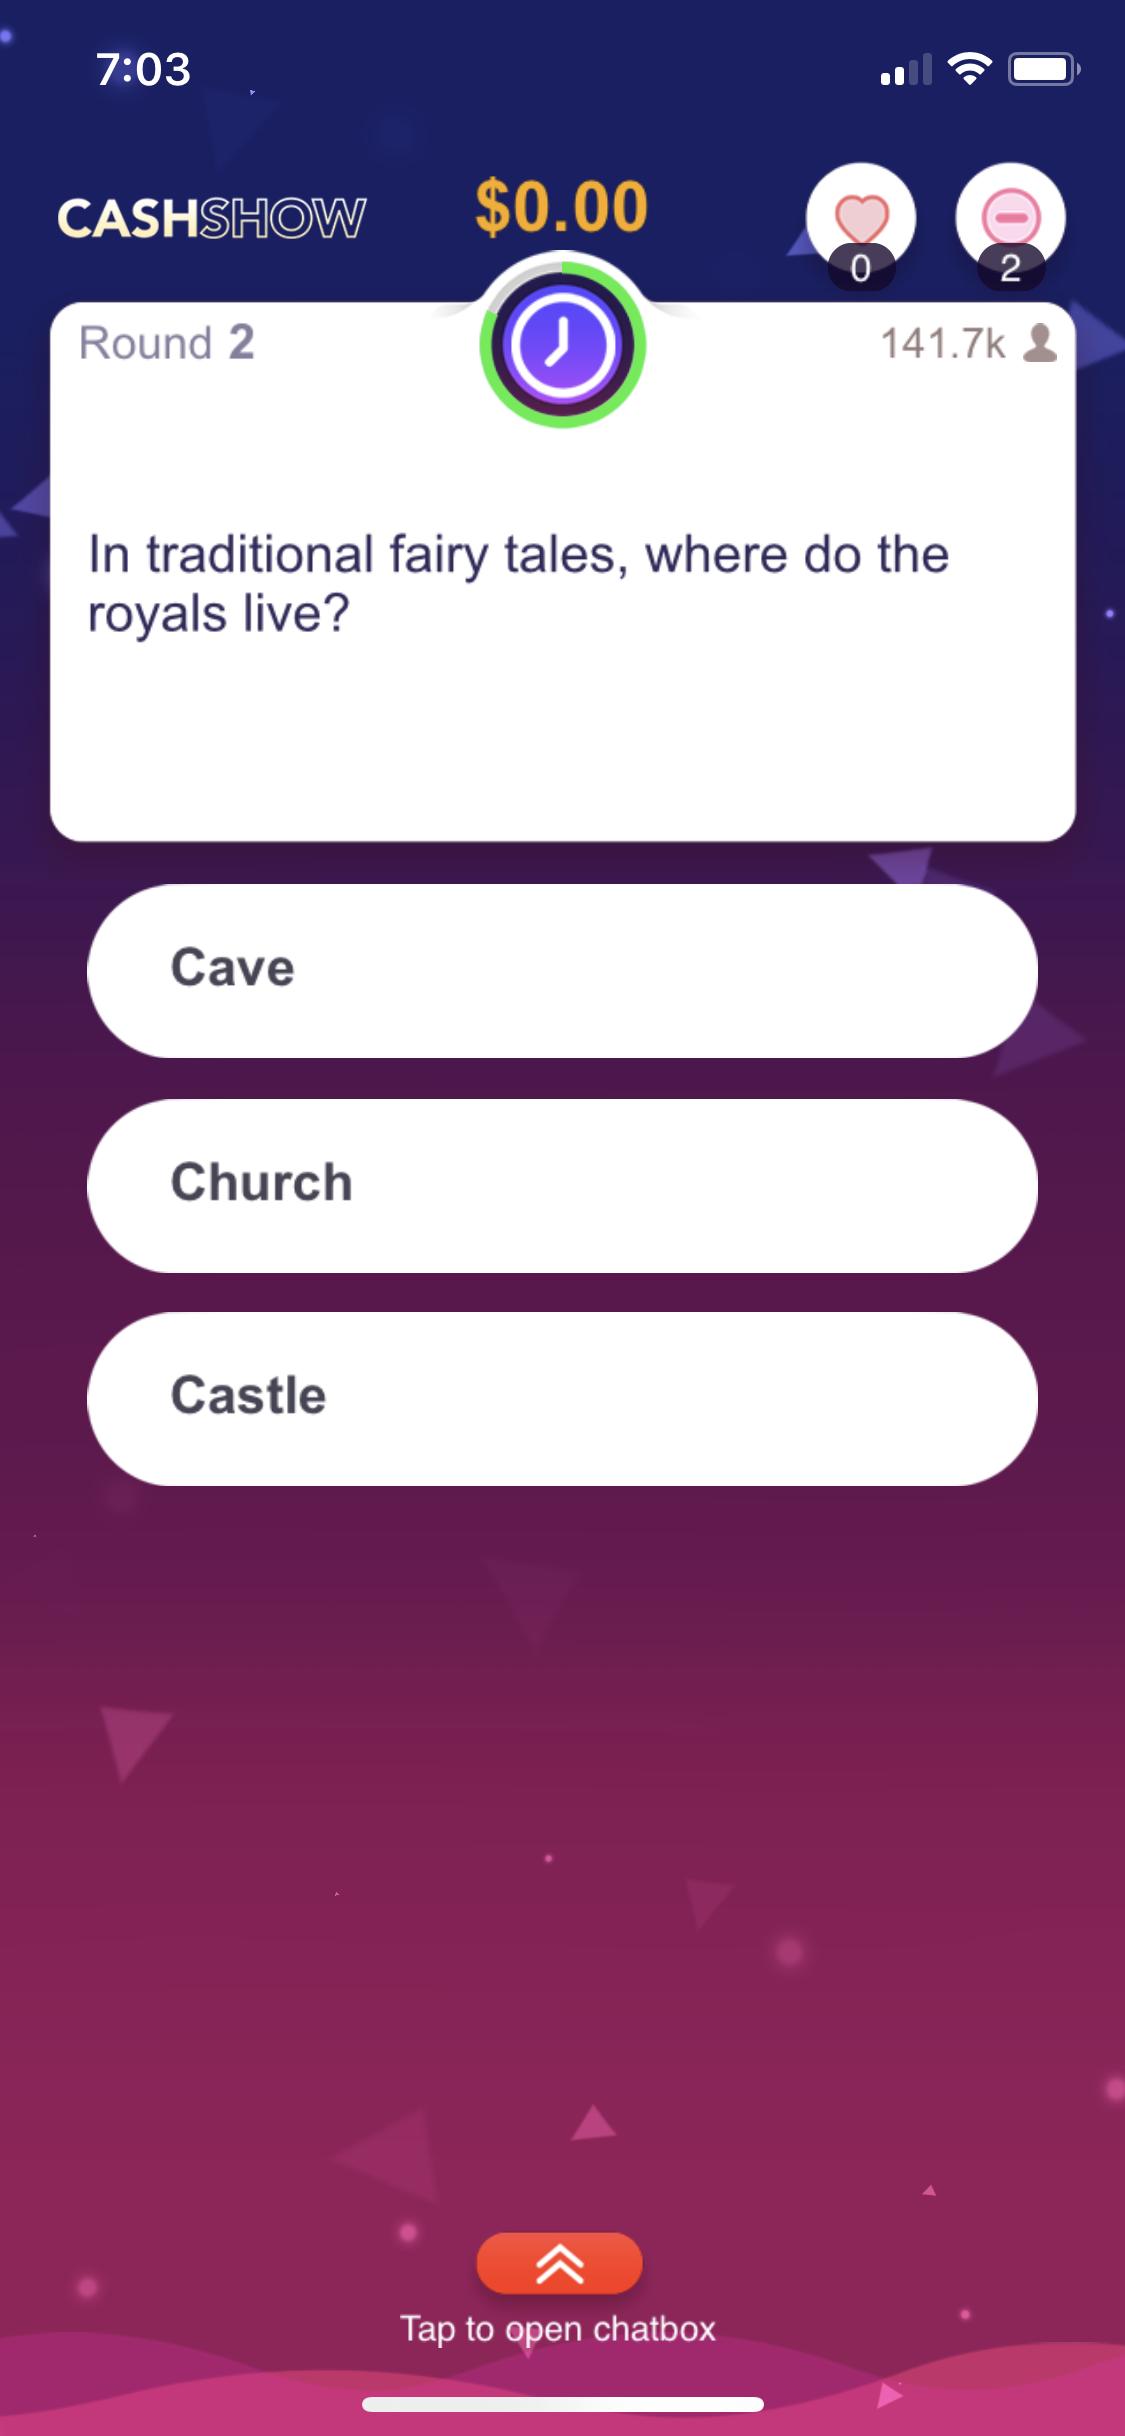 7:03
CASHSHOW
$0.00
0
2
Round 2
141.7k
In traditional fairy tales, where do the
royals live?
Cave
Church
Castle
Tap to open chatbox